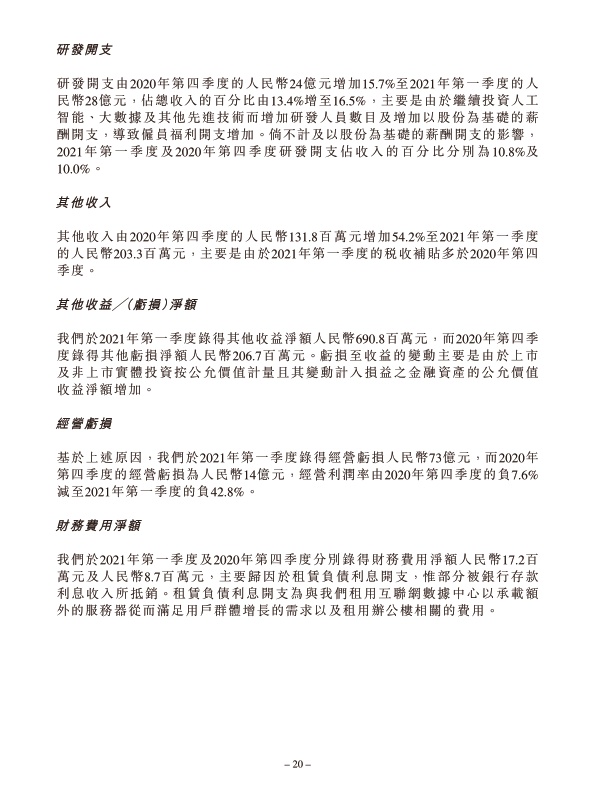 研發開支
研發開支由2020年第四季度的人民幣24億元增加15.7%至2021年第一季度的人
民幣28億元，佔總收入的百分比由13.4%增至16.5%，主要是由於繼續投資人工
智能、大數據及其他先進技術而增加研發人員數目及增加以股份為基礎的薪
酬開支，導致僱員福利開支增加。倘不計及以股份為基礎的薪酬開支的影響，
2021年第一季度及2020年第四季度研發開支佔收入的百分比分別為10.8%及
10.0%。
其他收入
其他收入由2020年第四季度的人民幣131.8百萬元增加54.2%至2021年第一季度
的人民幣203.3百萬元，主要是由於2021年第一季度的稅收補貼多於2020年第四
季度。
其他收益╱（虧損）淨額
我們於2021年第一季度錄得其他收益淨額人民幣690.8百萬元，而2020年第四季
度錄得其他虧損淨額人民幣206.7百萬元。虧損至收益的變動主要是由於上市
及非上市實體投資按公允價值計量且其變動計入損益之金融資產的公允價值
收益淨額增加。
經營虧損
基於上述原因，我們於2021年第一季度錄得經營虧損人民幣73億元，而2020年
第四季度的經營虧損為人民幣14億元，經營利潤率由2020年第四季度的負7.6%
減至2021年第一季度的負42.8%。
財務費用淨額
我們於2021年第一季度及2020年第四季度分別錄得財務費用淨額人民幣17.2百
萬元及人民幣8.7百萬元，主要歸因於租賃負債利息開支，惟部分被銀行存款
利息收入所抵銷。租賃負債利息開支為與我們租用互聯網數據中心以承載額
外的服務器從而滿足用戶群體增長的需求以及租用辦公樓相關的費用。
– 20 –